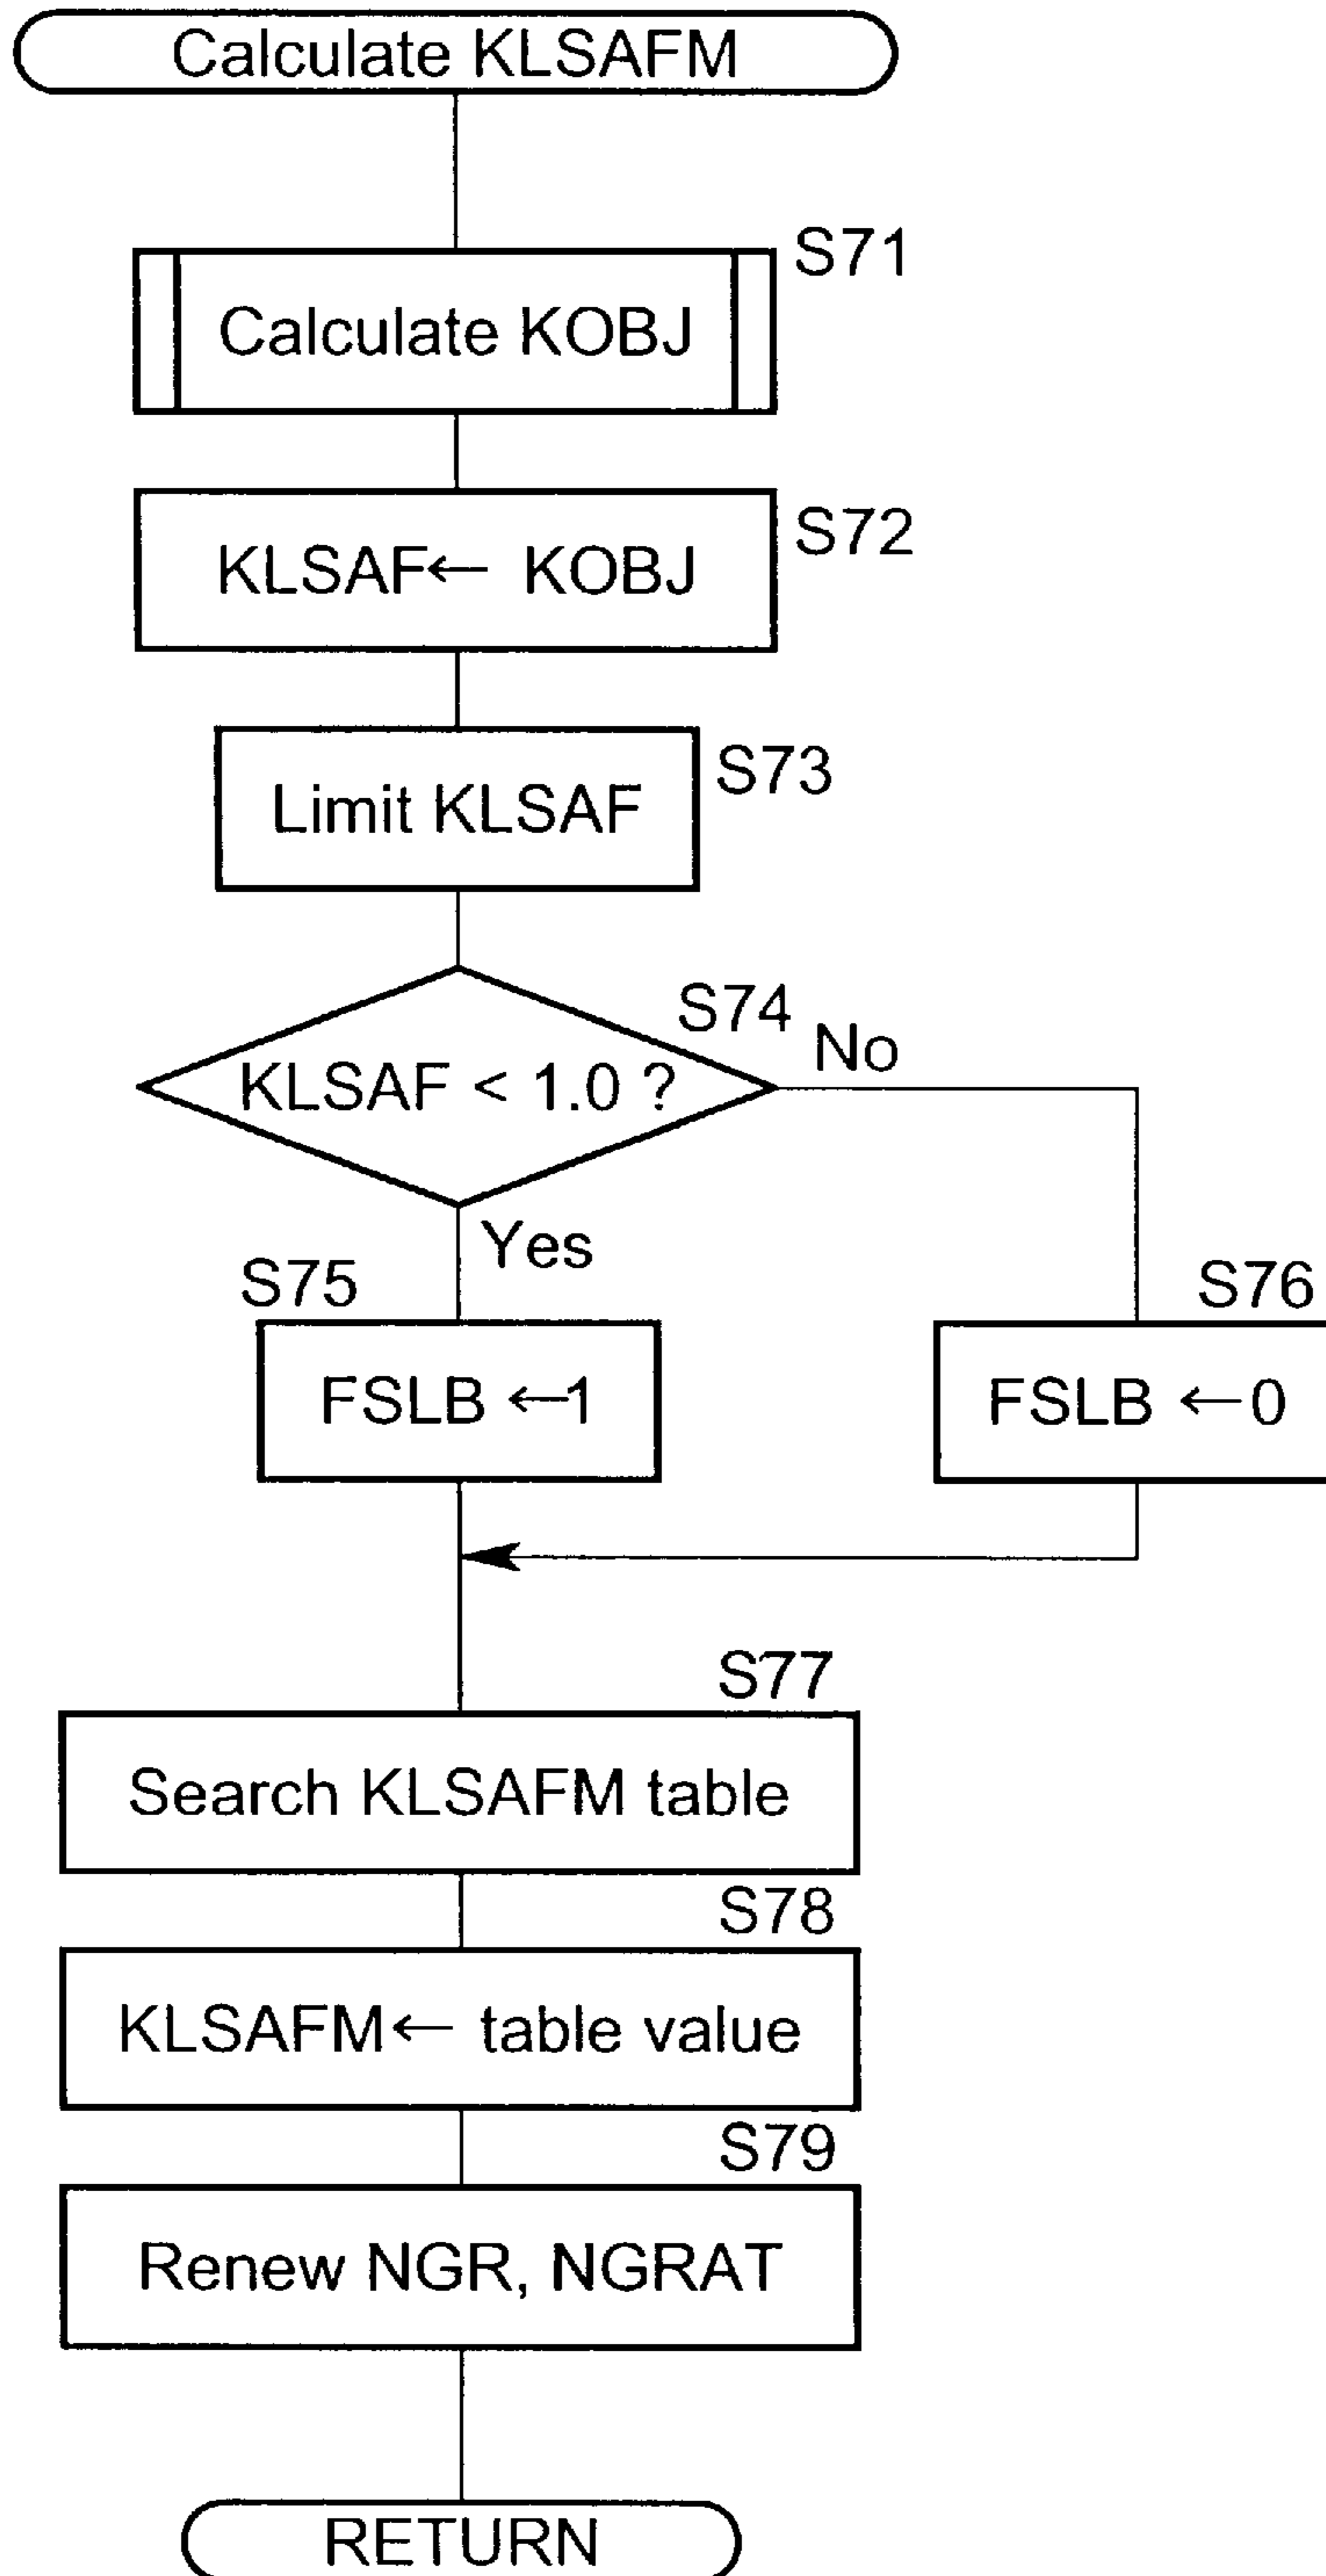 Calculate KLSAFM
S71
Calculate KOBJ
S72
KLSAF← KOBJ
S73
Limit KLSAF
S74
KLSAF < 1.0 ?
No
Yes
S75
S76
FSLB ←1
FSLB ←0
S77
Search KLSAFM table
S78
KLSAFM← table value
S79
Renew NGR, NGRAT
RETURN